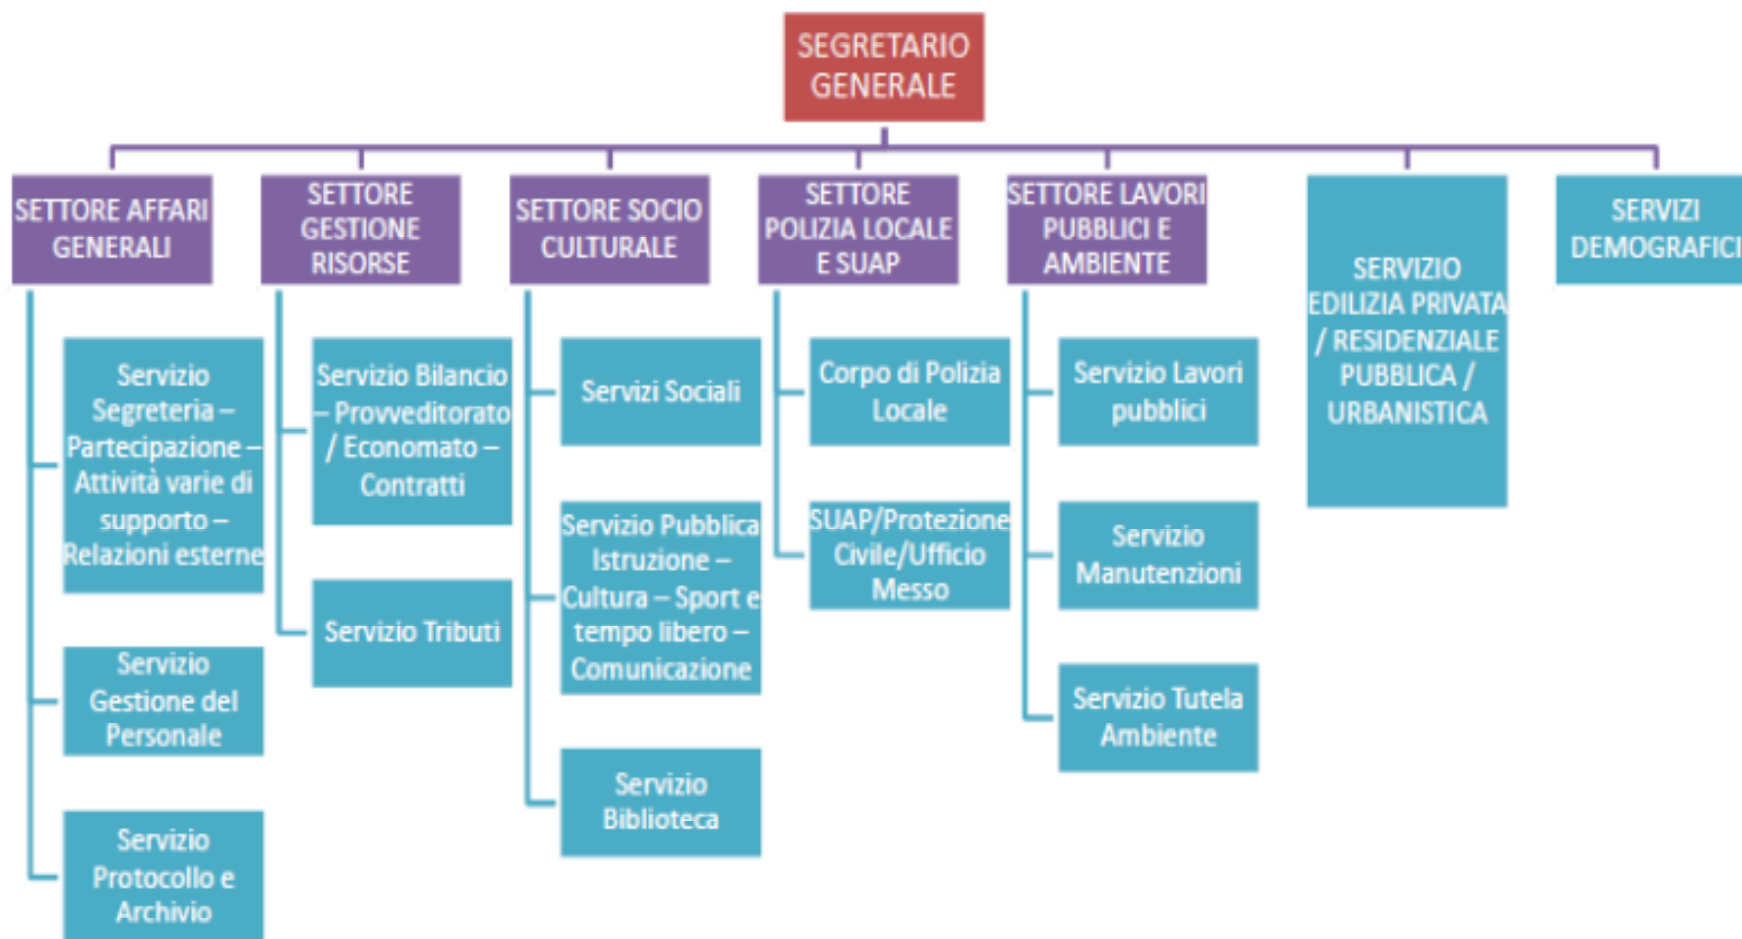 SEGRETARIO
GENERALE
SETTORE AFFARI
GENERALI
SETTORE
GESTIONE
RISORSE
SETTORE SOCIO
CULTURALE
SETTORE
POLIZIA LOCALE
E SUAP
SETTORE LAVORI
PUBBLICI E
AMBIENTE
SERVIZIO
EDILIZIA PRIVATA
/ RESIDENZIALE
PUBBLICA /
URBANISTICA
SERVIZI
DEMOGRAFICI
Servizio
Segreteria –
Partecipazione –
Attività varie di
supporto –
Relazioni esterne
Servizio
Gestione del
Personale
Servizio
Protocollo e
Archivio
Servizio Bilancio
– Provveditorato
/ Economato –
Contratti
Servizio Tributi
Servizi Sociali
Servizio Pubblica
Istruzione –
Cultura – Sport e
tempo libero –
Comunicazione
Servizio
Biblioteca
Corpo di Polizia
Locale
SUAP/Protezione
Civile/Ufficio
Messo
Servizio Lavori
pubblici
Servizio
Manutenzioni
Servizio Tutela
Ambiente